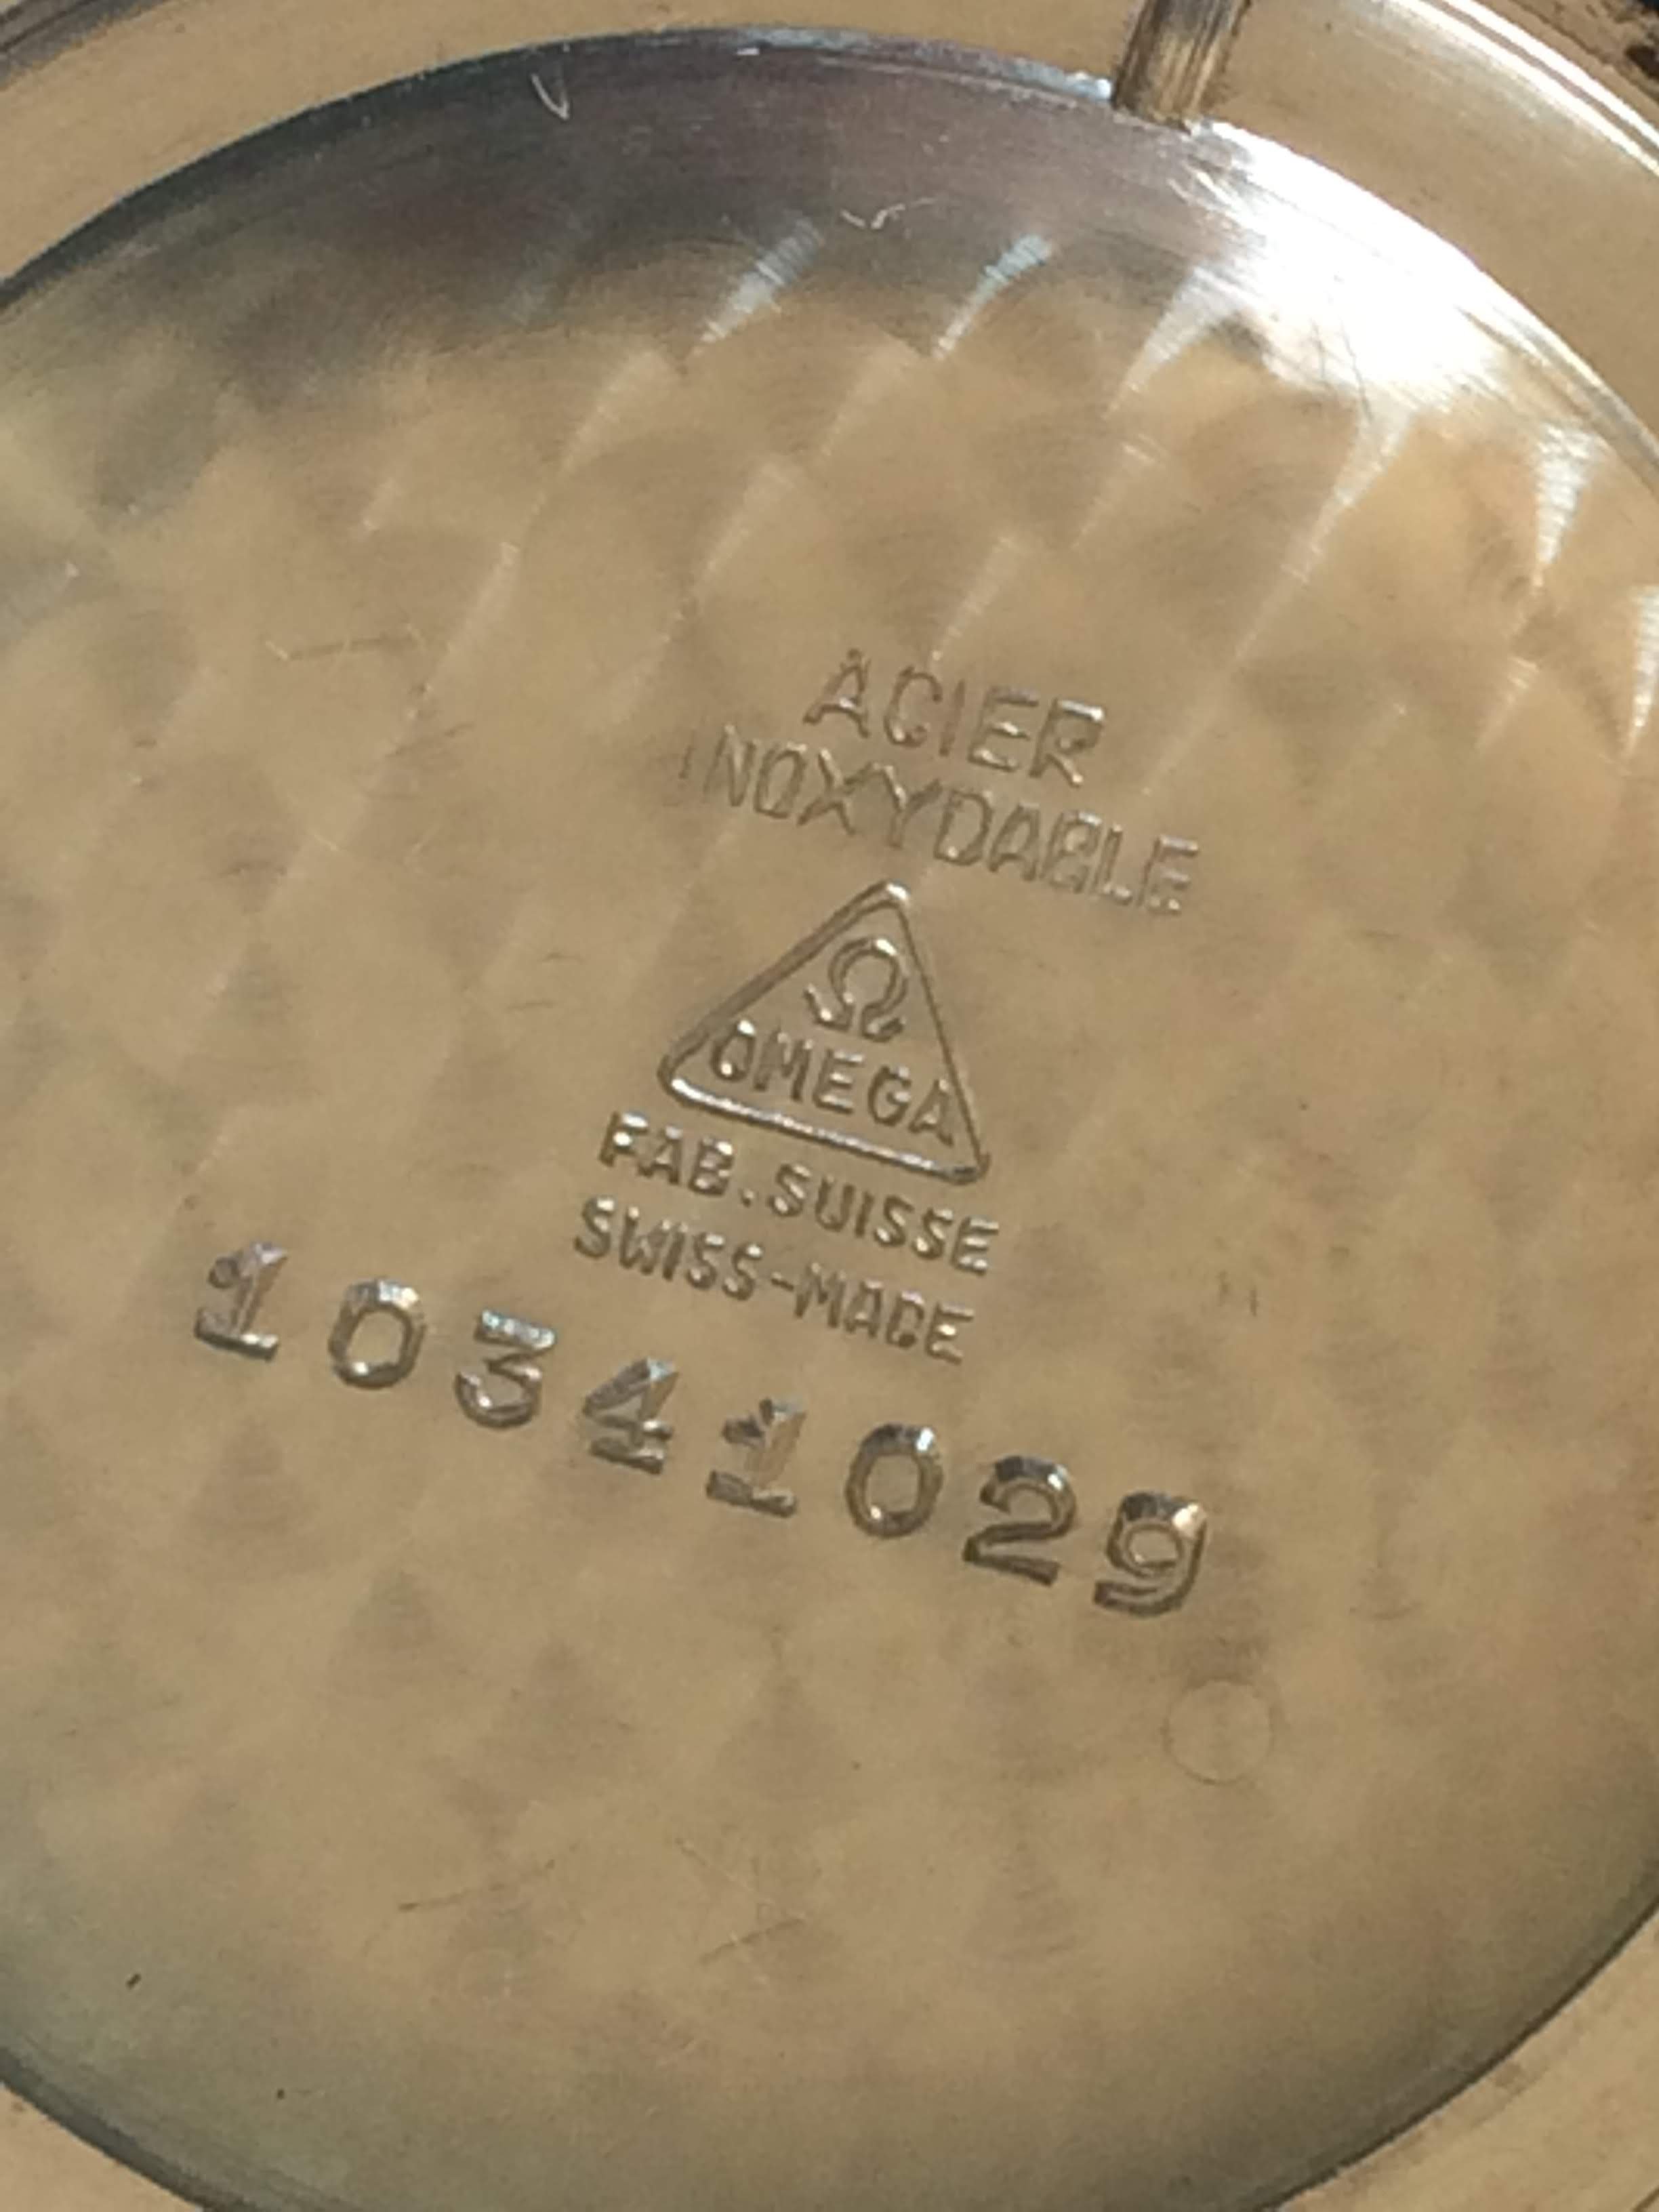 ACIER
INOXYDABLE
Ω
OMEGA
FAB. SUISSE
SWISS-MADE
10341029